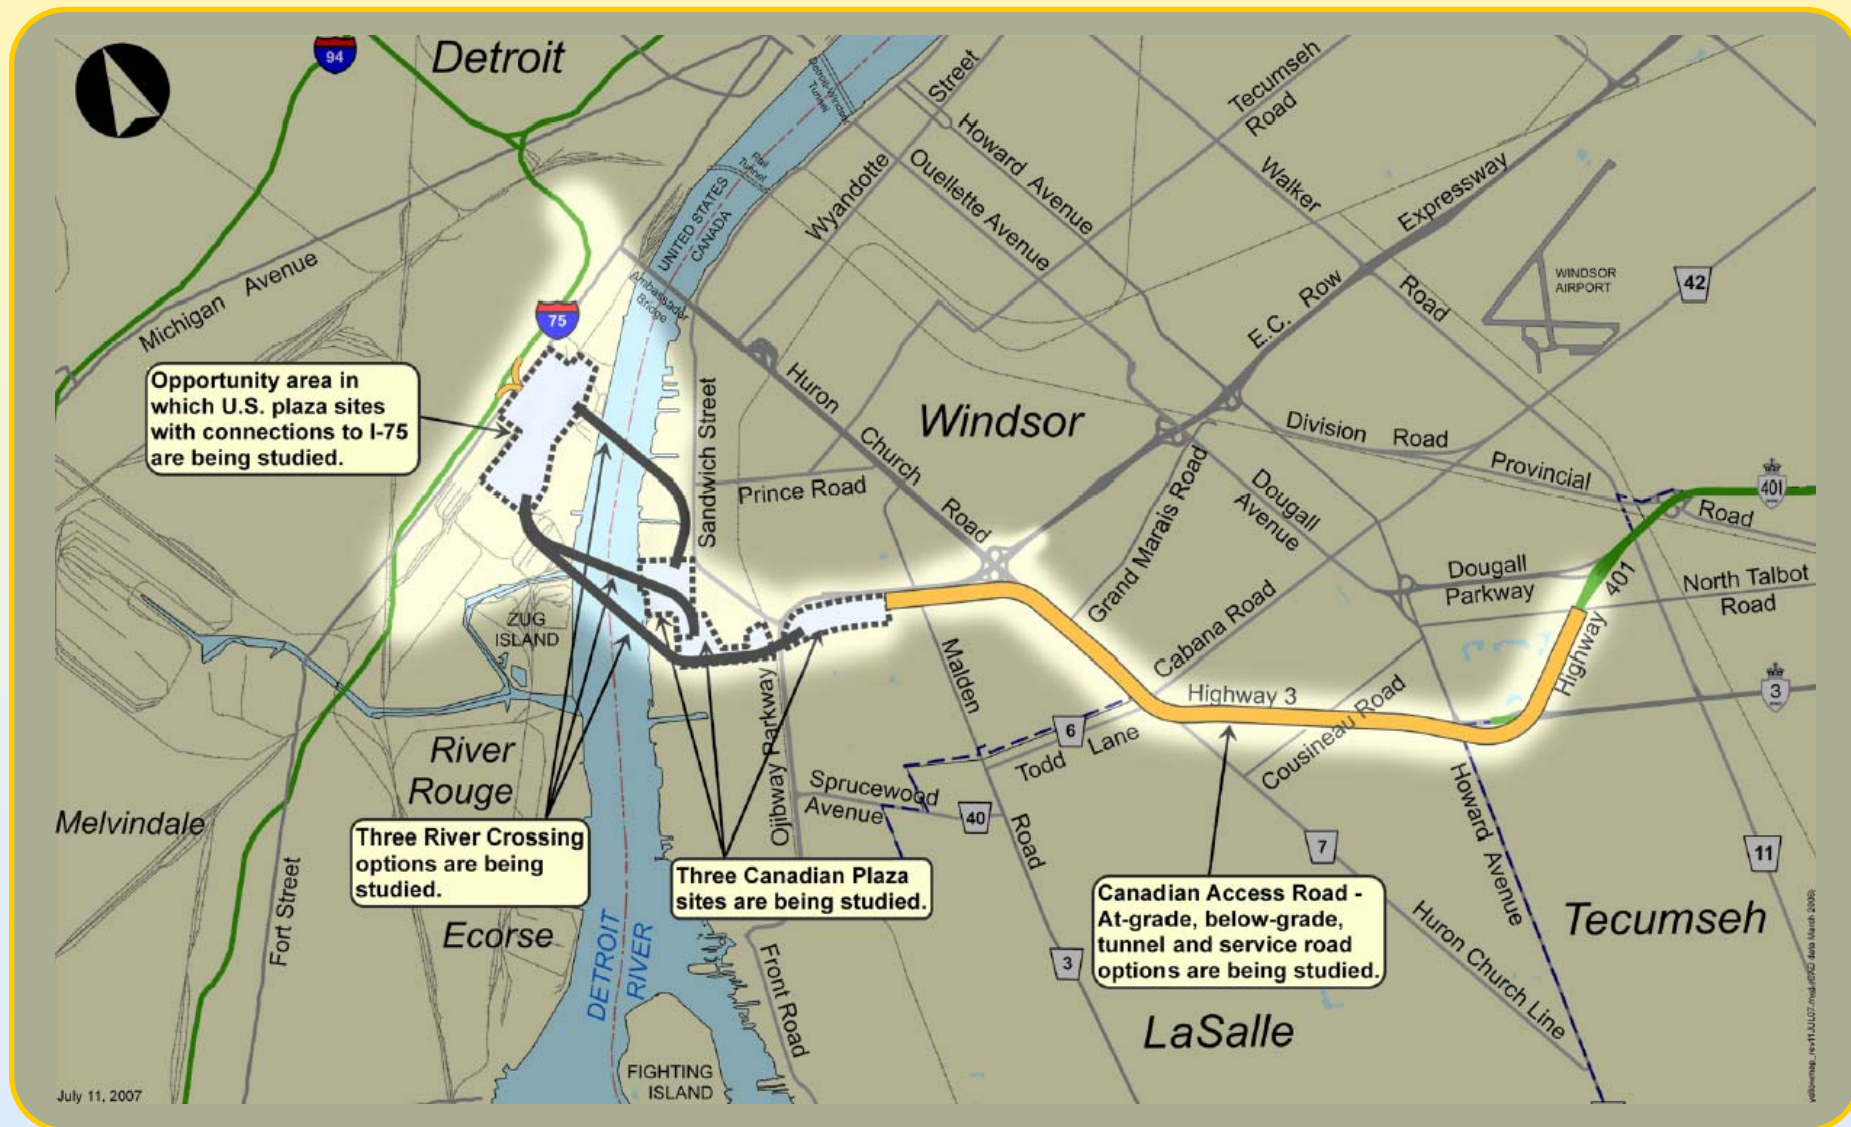 94
Detroit
Detroit-Windsor
Tunnel
Rail
Tunnel
UNITED STATES
CANADA
Ambassador
Bridge
Wyandotte
Street
Howard Avenue
Ouellette Avenue
Tecumseh
Road
Walker
Road
E.C. Row Expressway
WINDSOR
AIRPORT
42
Michigan Avenue
75
Opportunity area in
which U.S. plaza sites
with connections to I-75
are being studied.
Sandwich Street
Huron
Church
Road
Prince Road
Windsor
Grand Marais Road
Division Road
Provincial
Road
Dougall
Avenue
401
Dougall
Parkway
401
Highway
North Talbot
Road
ZUG
ISLAND
Malden
Road
Cabana Road
Highway 3
Cousineau Road
3
6
Todd Lane
Ojibway Parkway
Sprucewood
Avenue
40
River
Rouge
Melvindale
Three River Crossing
options are being
studied.
Three Canadian Plaza
sites are being studied.
Canadian Access Road -
At-grade, below-grade,
tunnel and service road
options are being studied.
7
11
Howard Avenue
Huron Church Line
Tecumseh
Fort Street
Ecorse
DETROIT
RIVER
Front Road
3
LaSalle
FIGHTING
ISLAND
July 11, 2007